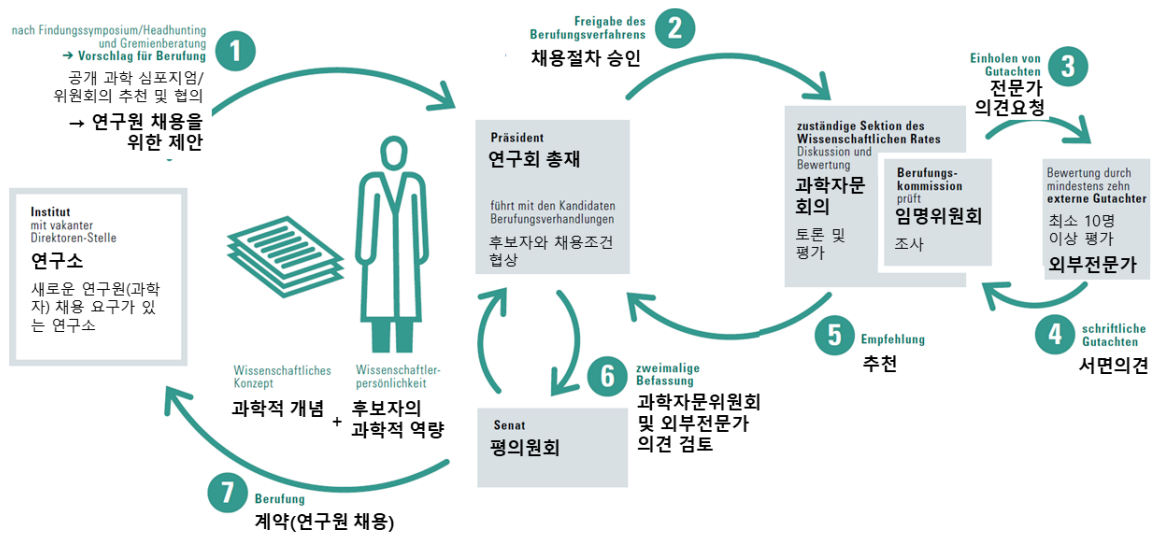 nach Findungssymposium/Headhunting
und Gremienberatung
→ Vorschlag für Berufung
1
공개 과학 심포지엄/
위원회의 추천 및 협의
→ 연구원 채용을
위한 제안
Freigabe des
Berufungsverfahrens
2
채용절차 승인
Einholen von
Gutachten
3
전문가
의견요청
Institut
mit vakanter
Direktoren-Stelle
연구소
새로운 연구원(과학
자) 채용 요구가 있
는 연구소
Wissenschaftliches
Konzept
과학적 개념
+
Wissenschaftler-
persönlichkeit
후보자의
과학적 역량
Präsident
연구회 총재
führt mit den Kandidaten
Berufungsverhandlungen
후보자와 채용조건
협상
zuständige Sektion des
Wissenschaftlichen Rates
Diskussion und
Bewertung
과학자문
회의
토론 및
평가
Berufungs-
kommission
prüft
임명위원회
조사
Bewertung durch
mindestens zehn
externe Gutachter
최소 10명
이상 평가
외부전문가
4
schriftliche
Gutachten
서면의견
5
Empfehlung
추천
6
zweimalige
Befassung
과학자문위원회
및 외부전문가
의견 검토
Senat
평의원회
7
Berufung
계약(연구원 채용)